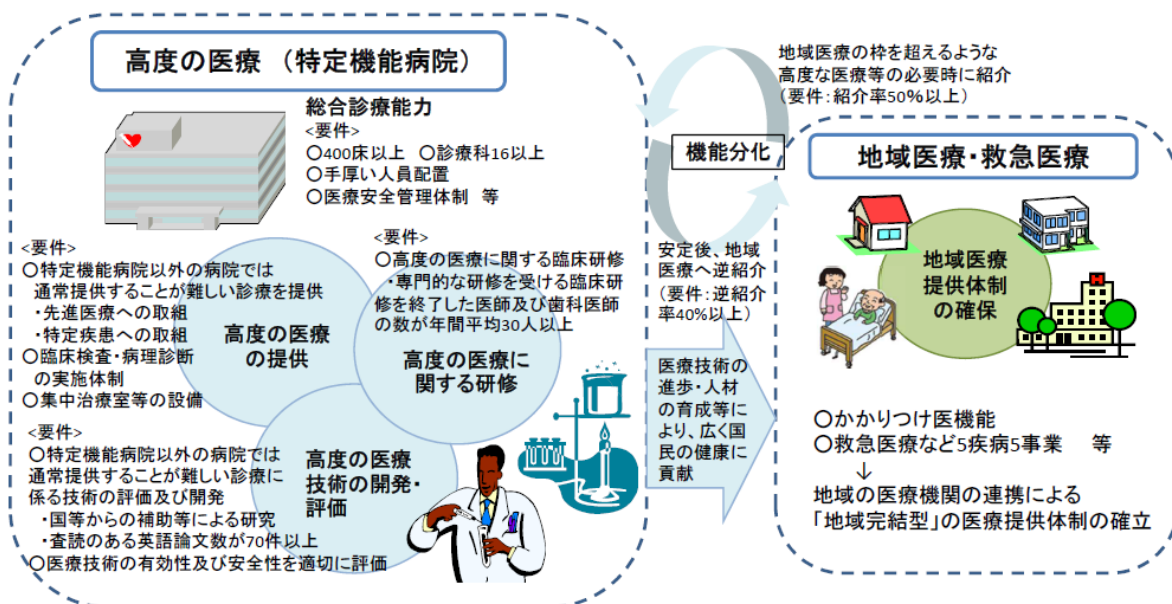 高度の医療 （特定機能病院）
総合診療能力
<要件>
○400床以上 ○診療科16以上
○手厚い人員配置
○医療安全管理体制 等
<要件>
○特定機能病院以外の病院では
通常提供することが難しい診療を提供
・先進医療への取組
・特定疾患への取組
○臨床検査・病理診断
の実施体制
○集中治療室等の設備
高度の医療
の提供
<要件>
○高度の医療に関する臨床研修
・専門的な研修を受ける臨床研
修を終了した医師及び歯科医師
の数が年間平均30人以上
高度の医療に
関する研修
<要件>
○特定機能病院以外の病院では
通常提供することが難しい診療に
係る技術の評価及び開発
・国等からの補助等による研究
・査読のある英語論文数が70件以上
○医療技術の有効性及び安全性を適切に評価
高度の医療
技術の開発・
評価
地域医療の枠を超えるような
高度な医療等の必要時に紹介
（要件：紹介率50％以上）
機能分化
安定後、地域
医療へ逆紹介
（要件：逆紹介
率40％以上）
医療技術の
進歩・人材
の育成等に
より、広く国
民の健康に
貢献
地域医療・救急医療
地域医療
提供体制
の確保
H
○かかりつけ医機能
○救急医療など5疾病5事業 等
↓
地域の医療機関の連携による
「地域完結型」の医療提供体制の確立